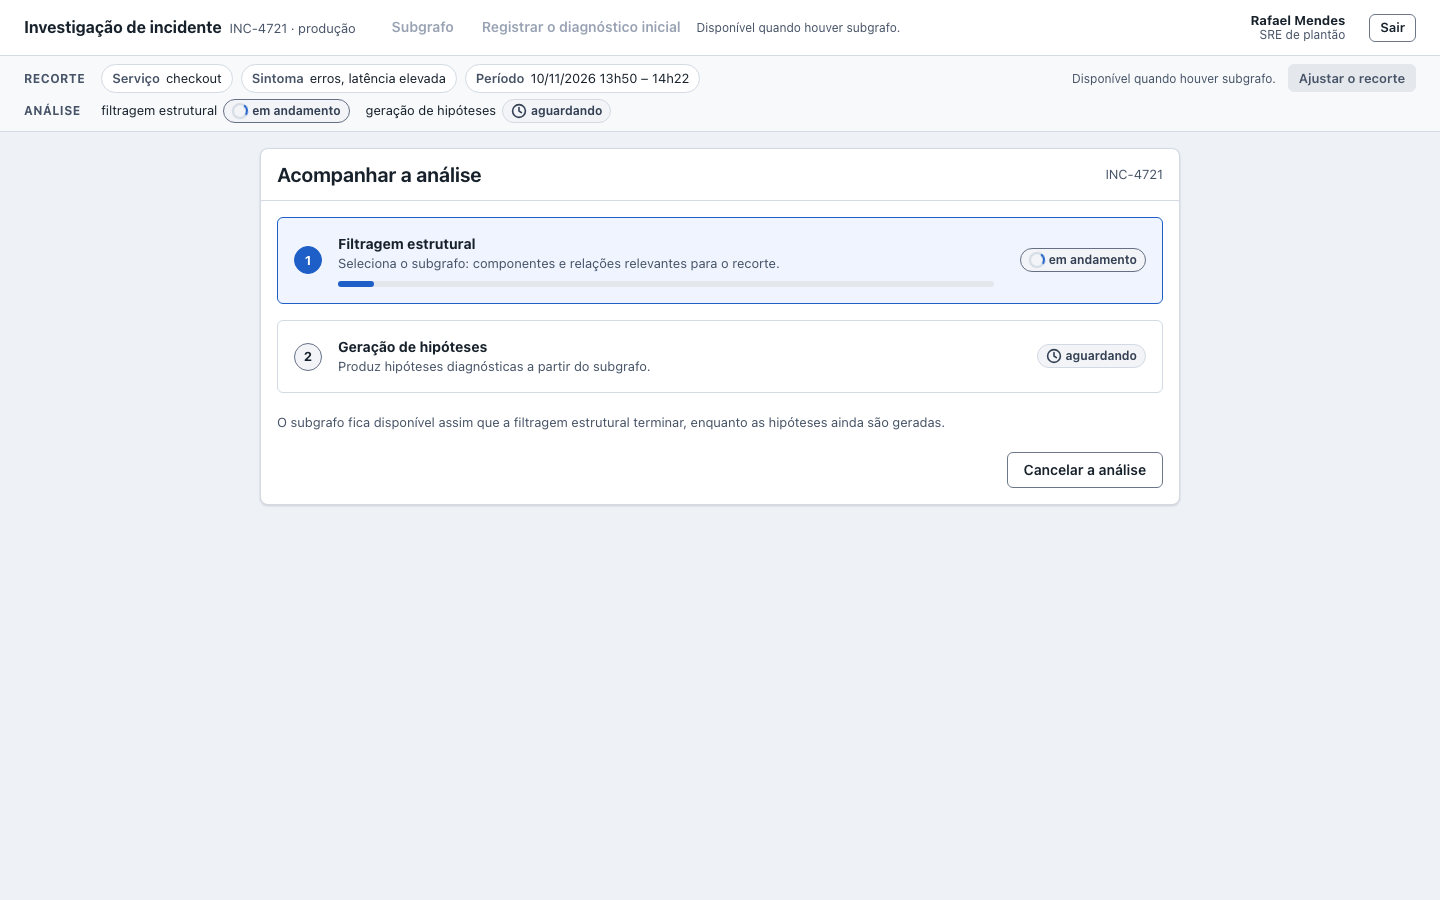 Investigação de incidente INC-4721 · produção Subgrafo Registrar o diagnóstico inicial Disponível quando houver subgrafo. Rafael Mendes
SRE de plantão
Sair
RECORTE Serviço checkout Sintoma erros, latência elevada Período 10/11/2026 13h50 – 14h22 Disponível quando houver subgrafo. Ajustar o recorte
ANÁLISE filtragem estrutural em andamento geração de hipóteses aguardando
Acompanhar a análise INC-4721
1 Filtragem estrutural
Seleciona o subgrafo: componentes e relações relevantes para o recorte.
em andamento
2 Geração de hipóteses
Produz hipóteses diagnósticas a partir do subgrafo.
aguardando
O subgrafo fica disponível assim que a filtragem estrutural terminar, enquanto as hipóteses ainda são geradas.
Cancelar a análise